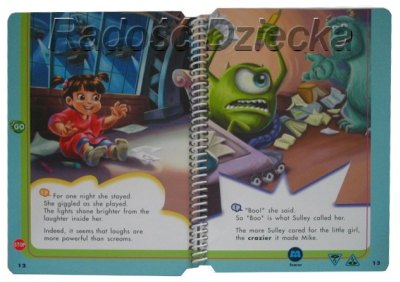 Radość Dziecka
GO
For one night she stayed.
She giggled as she played.
The lights shone brighter from the
laughter inside her.
Indeed, it seems that laughs are
more powerful than screams.
STOP
12
"Boo!" she said.
So "Boo" is what Sulley called her.
The more Sulley cared for the little girl,
the crazier it made Mike.
13